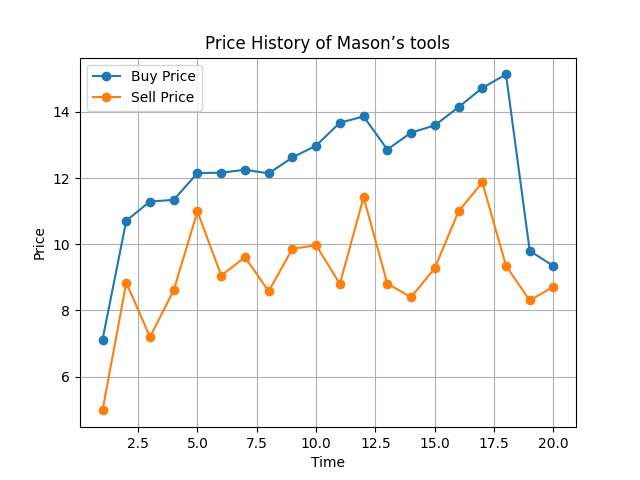 Price History of Mason’s tools
Buy Price
Sell Price
Price
14
12
10
8
6
2.5 5.0 7.5 10.0 12.5 15.0 17.5 20.0
Time